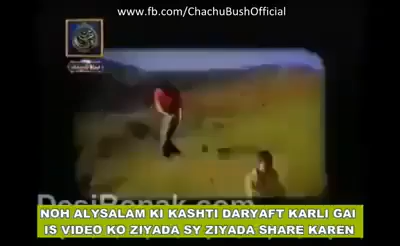 www.fb.com/ChachuBushOfficial
DesiRonak.com
NOH ALYSALAM KI KASHTI DARYAFT KARLI GAI
IS VIDEO KO ZIYADA SY ZIYADA SHARE KAREN